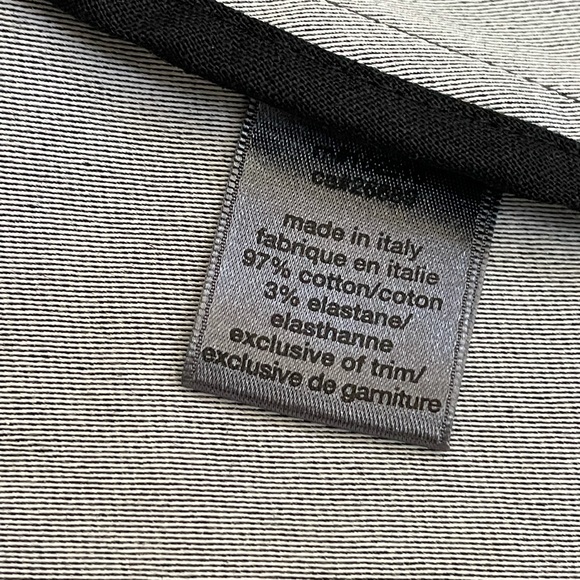 made in italy
fabrique en italie
97% cotton/coton
3% elastane/
elasthanne
exclusive of trim/
exclusive de garniture